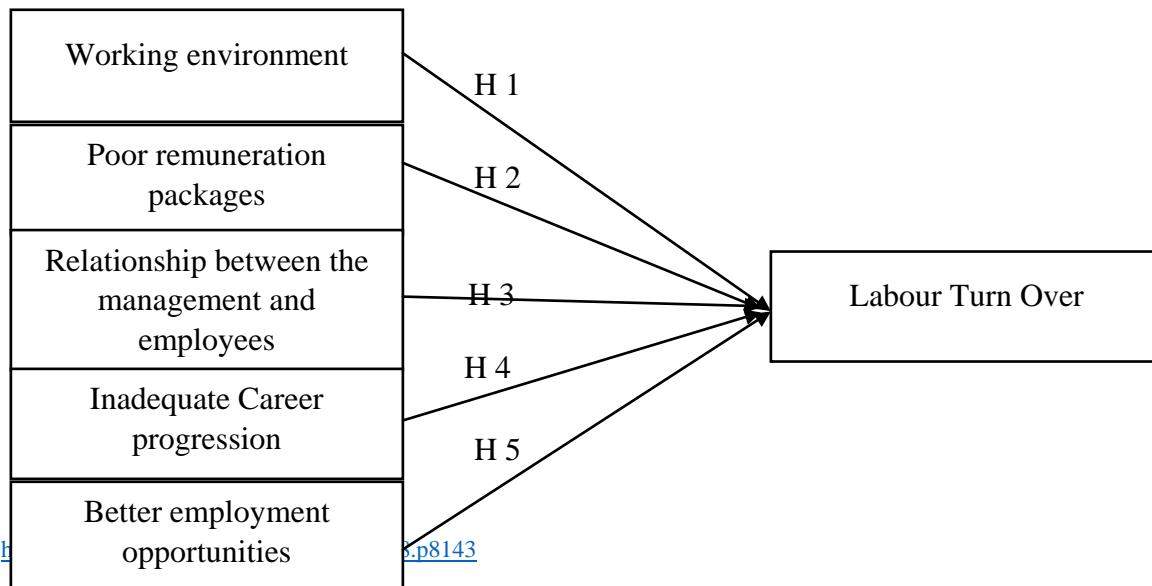 Working environment
H 1
Poor remuneration
packages
H 2
Relationship between the
management and
employees
H 3
Labour Turn Over
Inadequate Career
progression
H 4
H 5
Better employment
opportunities
h
.p8143